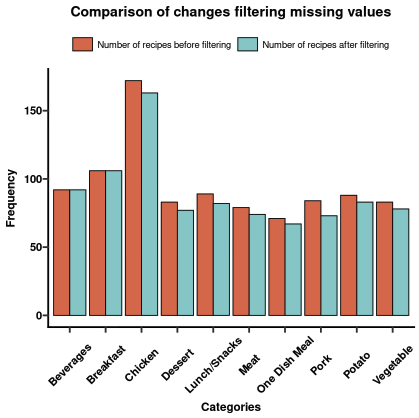 Comparison of changes filtering missing values
Number of recipes before filtering Number of recipes after filtering
Frequency
150
100
50
0
Beverages
Breakfast
Chicken
Dessert
Lunch/Snacks
Meat
One Dish Meal
Pork
Potato
Vegetable
Categories